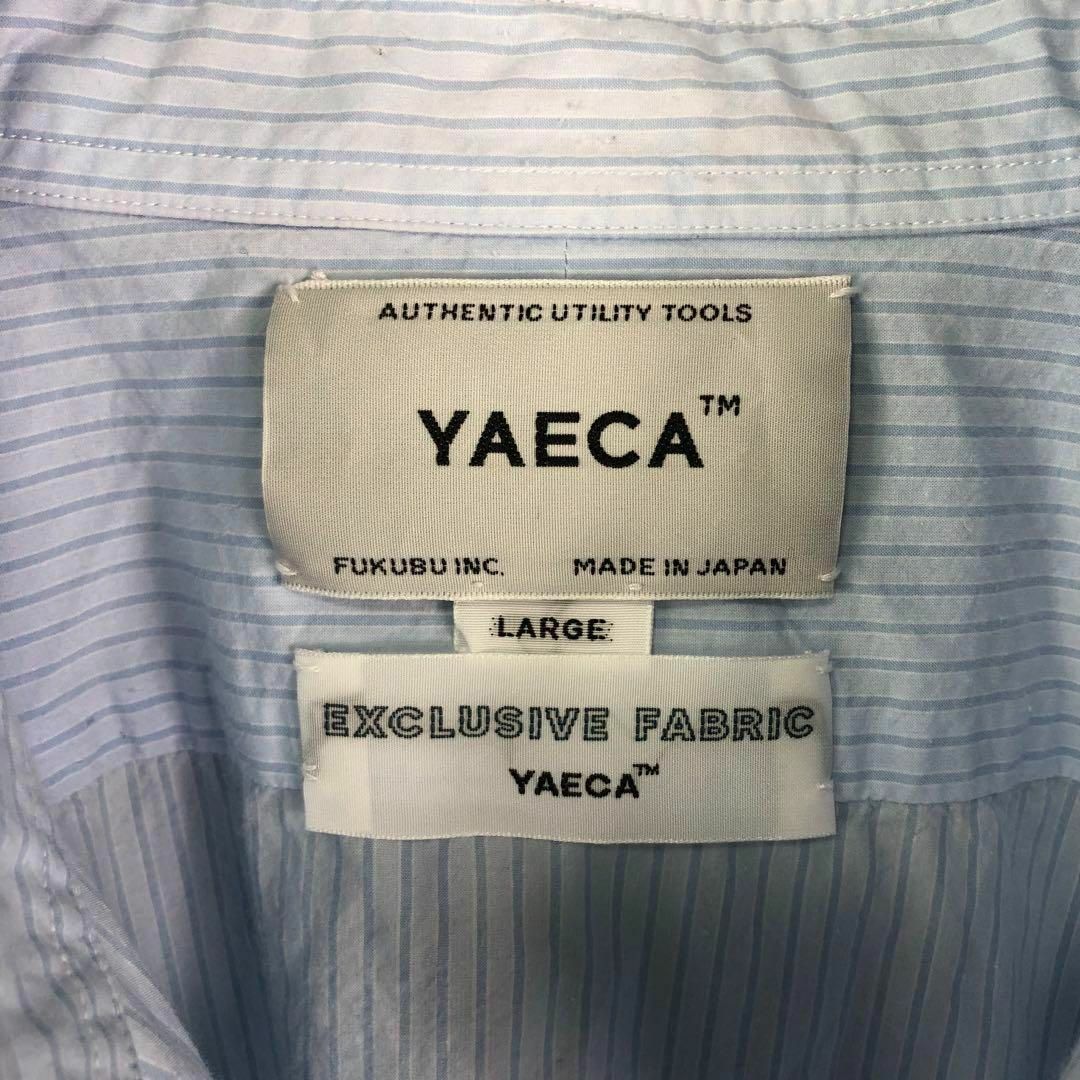 AUTHENTIC UTILITY TOOLS
YAECA™
FUKUBU INC. MADE IN JAPAN
LARGE
EXCLUSIVE FABRIC
YAECA™